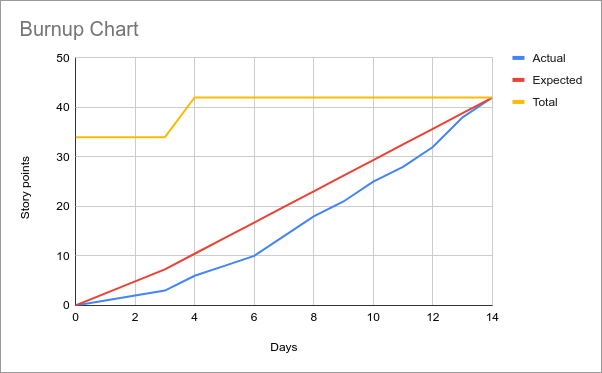 Burnup Chart
50
40
30
20
10
0
Story points
0 2 4 6 8 10 12 14
Days
Actual
Expected
Total